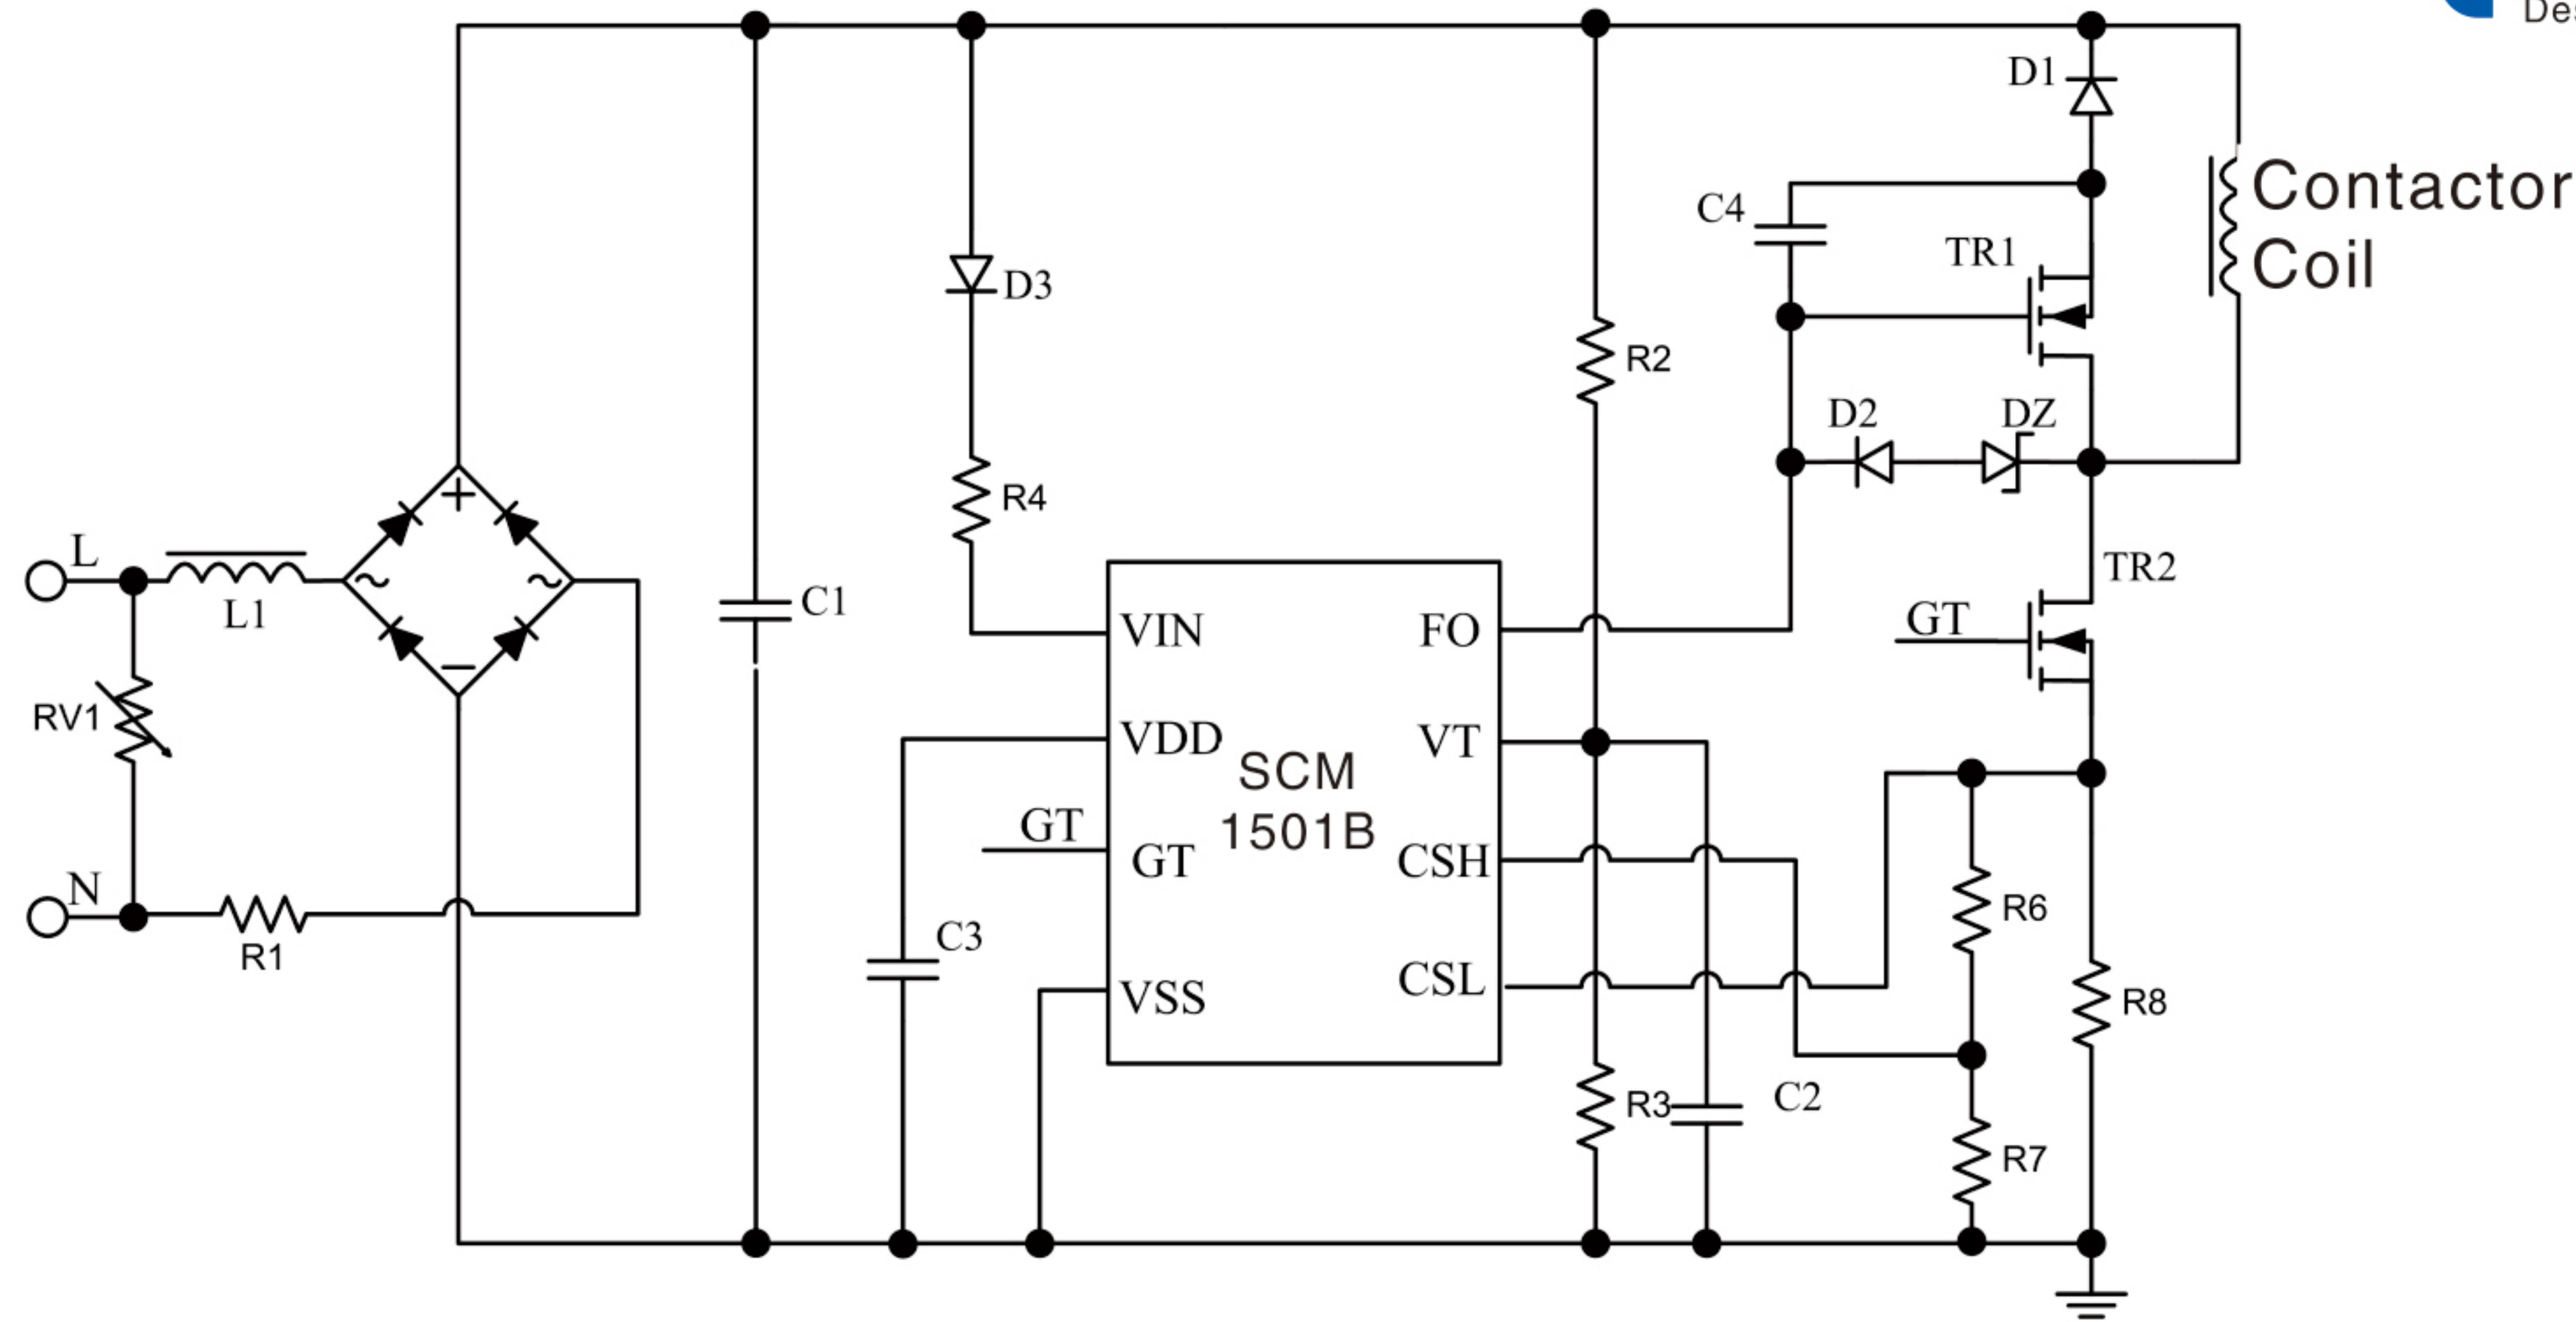 Des
D1
C4
TR1
Contactor
Coil
D3
R2
D2
DZ
R4
+
L
L1
−
C1
VIN
FO
TR2
GT
RV1
VDD
VT
SCM
1501B
GT
GT
CSH
N
R1
C3
R6
VSS
CSL
R8
R3
C2
R7